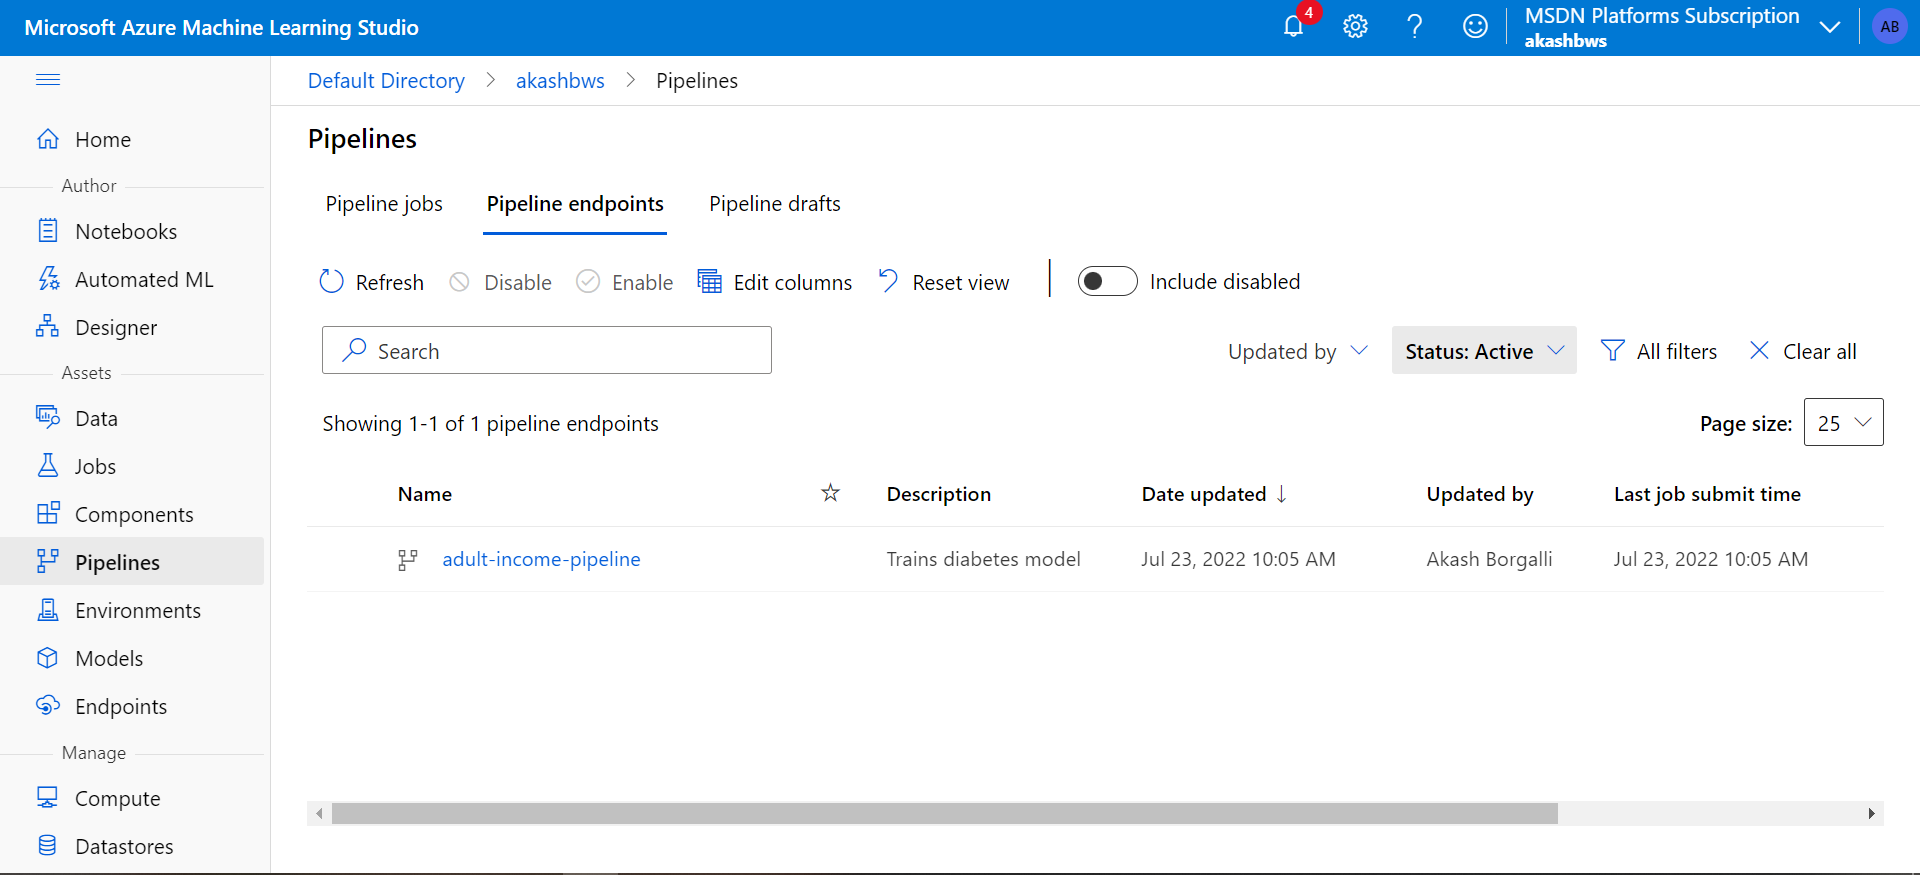 Microsoft Azure Machine Learning Studio
4
MSDN Platforms Subscription
akashbws
AB
Default Directory > akashbws > Pipelines
Pipelines
Pipeline jobs Pipeline endpoints Pipeline drafts
Refresh Disable Enable Edit columns Reset view Include disabled
Search
Updated by Status: Active All filters Clear all
Showing 1-1 of 1 pipeline endpoints
Page size: 25
Name Description Date updated ↓ Updated by Last job submit time
adult-income-pipeline Trains diabetes model Jul 23, 2022 10:05 AM Akash Borgalli Jul 23, 2022 10:05 AM
Home
Author
Notebooks
Automated ML
Designer
Assets
Data
Jobs
Components
Pipelines
Environments
Models
Endpoints
Manage
Compute
Datastores